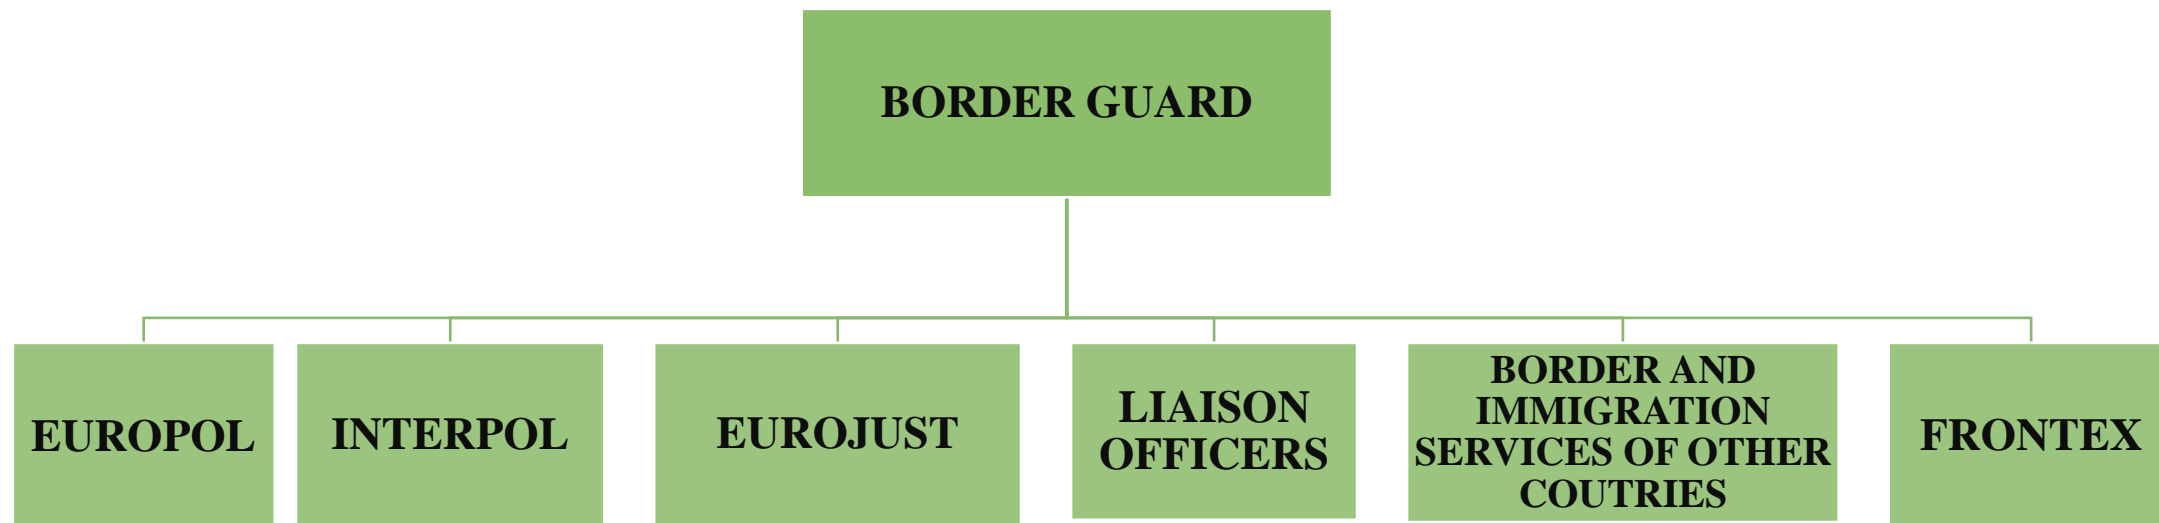 BORDER GUARD
EUROPOL
INTERPOL
EUROJUST
LIAISON
OFFICERS
BORDER AND
IMMIGRATION
SERVICES OF OTHER
COUTRIES
FRONTEX